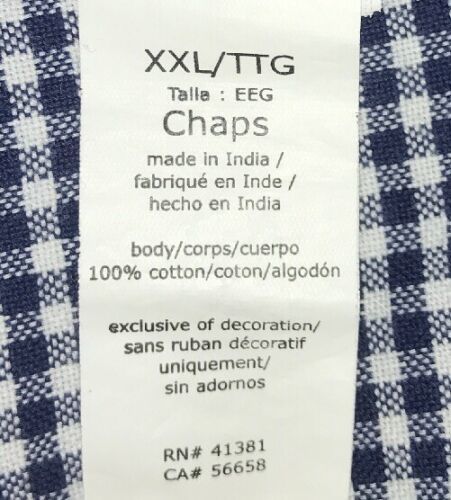 XXL/TTG
Talla : EEG
Chaps
made in India /
fabriqué en Inde /
hecho en India
body/corps/cuerpo
100% cotton/coton/algodón
exclusive of decoration/
sans ruban décoratif
uniquement/
sin adornos
RN# 41381
CA# 56658